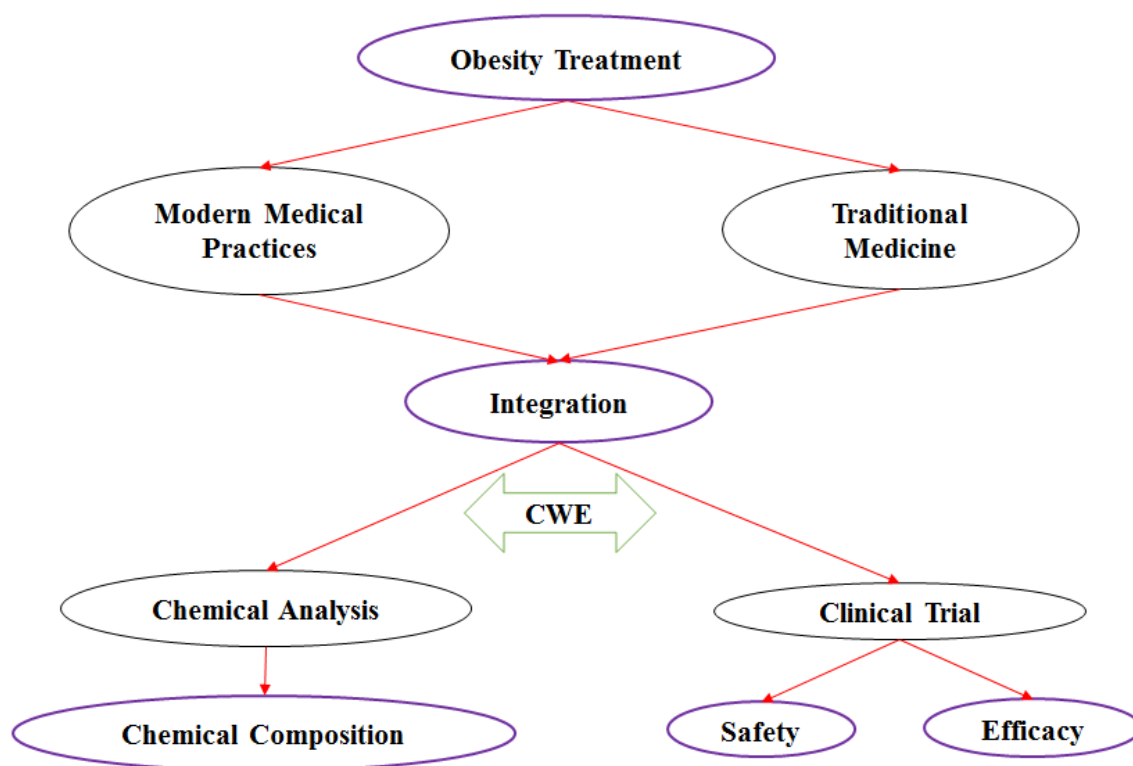 Obesity Treatment
Modern Medical
Practices
Traditional
Medicine
Integration
CWE
Chemical Analysis
Clinical Trial
Chemical Composition
Safety
Efficacy